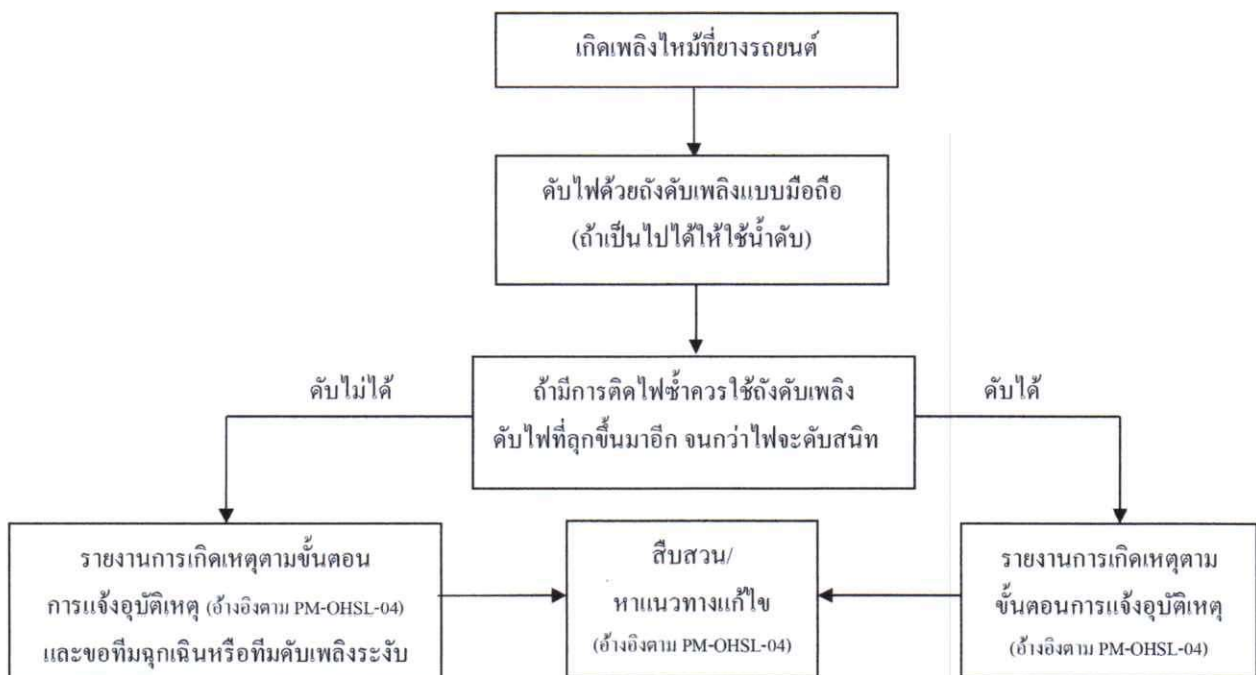 เกิดเพลิงไหม้ที่ยางรถยนต์
ดับไฟด้วยถังดับเพลิงแบบมือถือ
(ถ้าเป็นไปได้ให้ใช้น้ำดับ)
ดับไม่ได้
ถ้ามีการติดไฟซ้ำควรใช้ถังดับเพลิง
ดับไฟที่ลุกขึ้นมาอีก จนกว่าไฟจะดับสนิท
ดับได้
รายงานการเกิดเหตุตามขั้นตอน
การแจ้งอุบัติเหตุ (อ้างอิงตาม PM-OHSL-04)
และขอทีมฉุกเฉินหรือทีมดับเพลิงระงับ
สืบสวน/
หาแนวทางแก้ไข
(อ้างอิงตาม PM-OHSL-04)
รายงานการเกิดเหตุตาม
ขั้นตอนการแจ้งอุบัติเหตุ
(อ้างอิงตาม PM-OHSL-04)